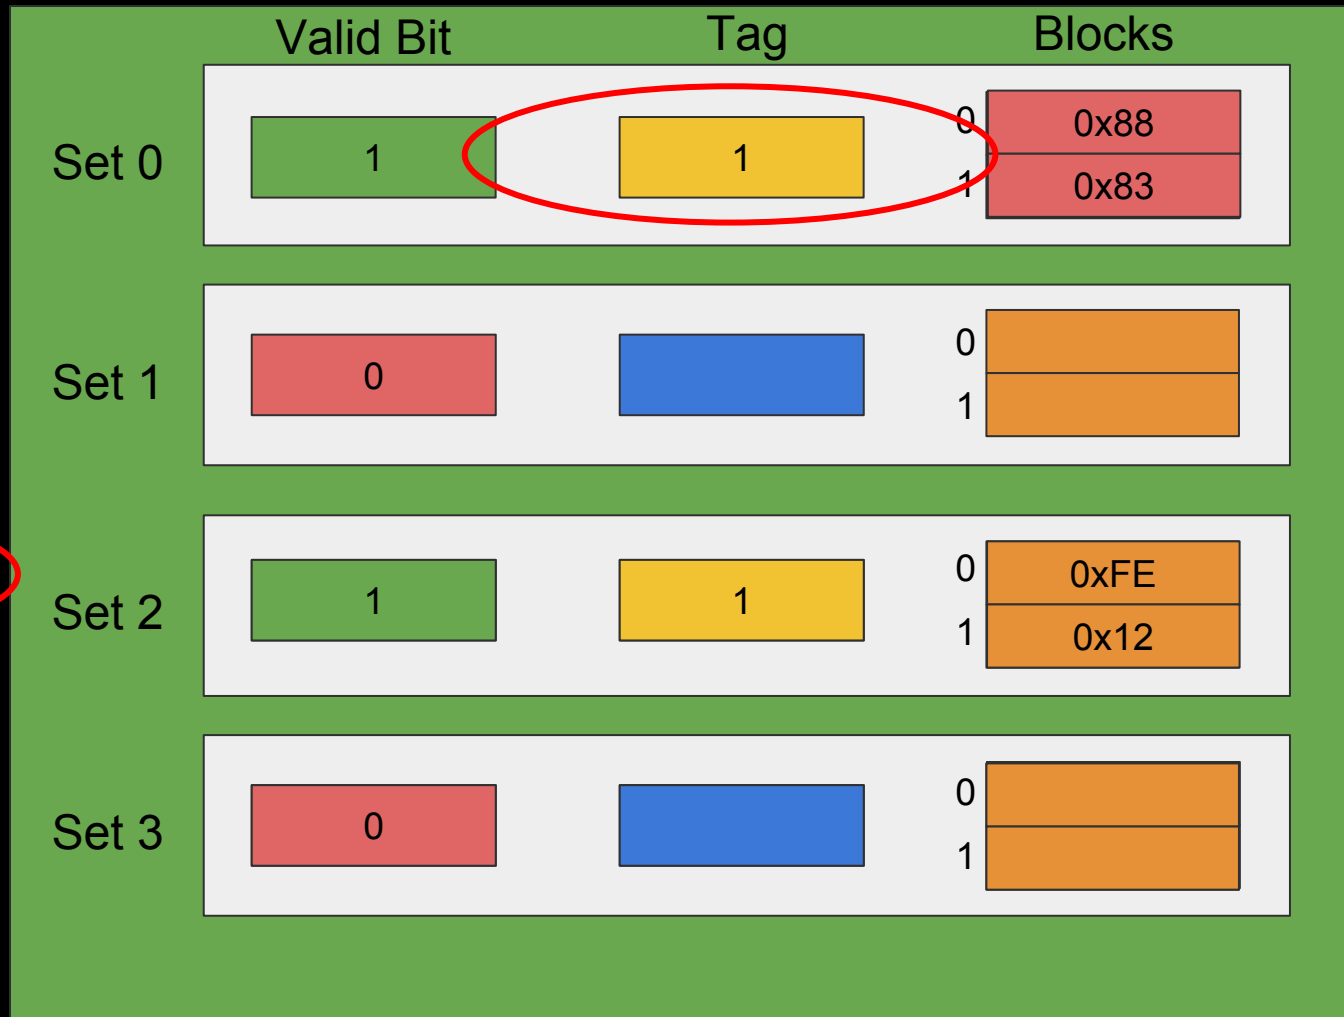 Valid Bit Tag Blocks
Set 0 1 1 0 0x88
1 0x83
Set 1 0 0
1
Set 2 1 1 0 0xFE
1 0x12
Set 3 0 0
1